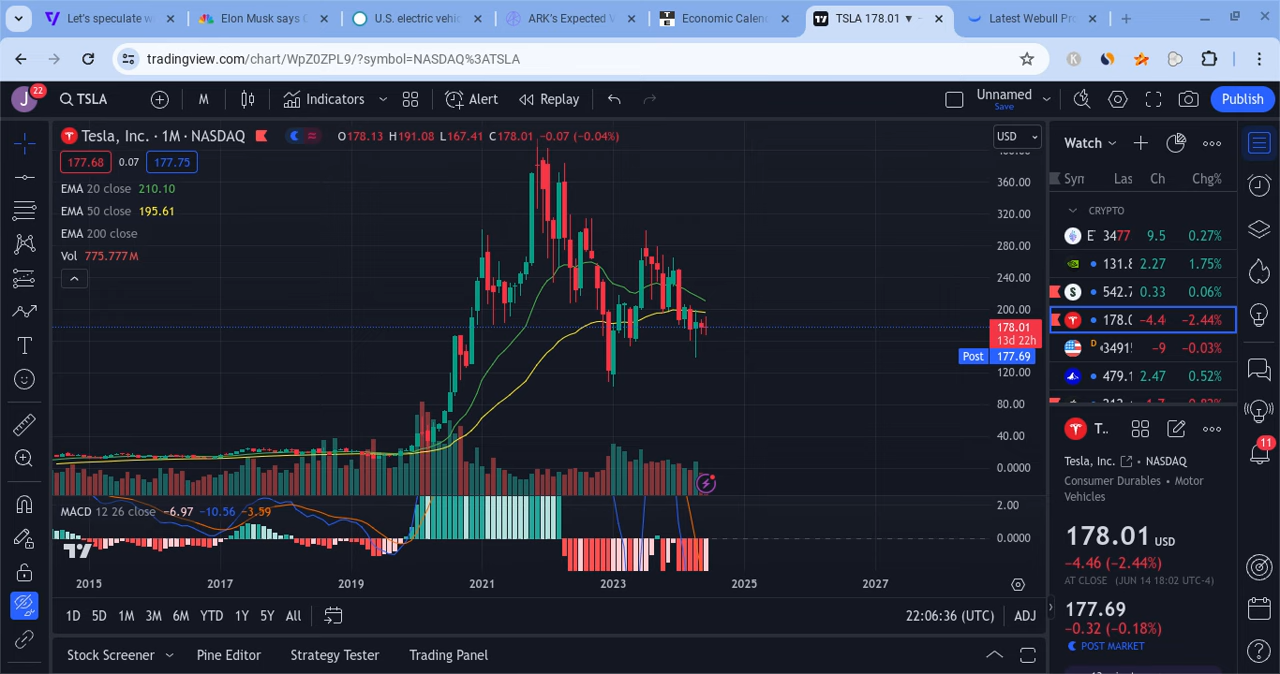 Let's speculate w
Elon Musk says
U.S. electric vehic
ARK's Expected V
Economic Calen
TSLA 178.01 ▼
Latest Webull Pro
tradingview.com/chart/WpZ0ZPL9/?symbol=NASDAQ%3ATSLA
K
J
22
TSLA
M
Indicators
Alert
Replay
Unnamed
Save
Publish
Tesla, Inc. · 1M · NASDAQ
O178.13 H191.08 L167.41 C178.01 −0.07 (−0.04%)
USD
177.68
0.07
177.75
EMA 20 close 210.10
EMA 50 close 195.61
EMA 200 close
Vol 775.777M
360.00
320.00
280.00
240.00
200.00
178.01
13d 22h
Post 177.69
120.00
80.00
40.00
0.0000
MACD 12 26 close −6.97 −10.56 −3.59
2.00
0.0000
2015
2017
2019
2021
2023
2025
2027
1D 5D 1M 3M 6M YTD 1Y 5Y All
22:06:36 (UTC)
ADJ
Stock Screener
Pine Editor
Strategy Tester
Trading Panel
Watch
Syn
Las
Ch
Chg%
CRYPTO
E 3477 9.5 0.27%
131.8 2.27 1.75%
542.7 0.33 0.06%
178.0 −4.4 −2.44%
D 34915 −9 −0.03%
479.1 2.47 0.52%
T..
Tesla, Inc. • NASDAQ
Consumer Durables • Motor
Vehicles
178.01 USD
−4.46 (−2.44%)
AT CLOSE (JUN 14 18:02 UTC-4)
177.69
−0.32 (−0.18%)
POST MARKET
11